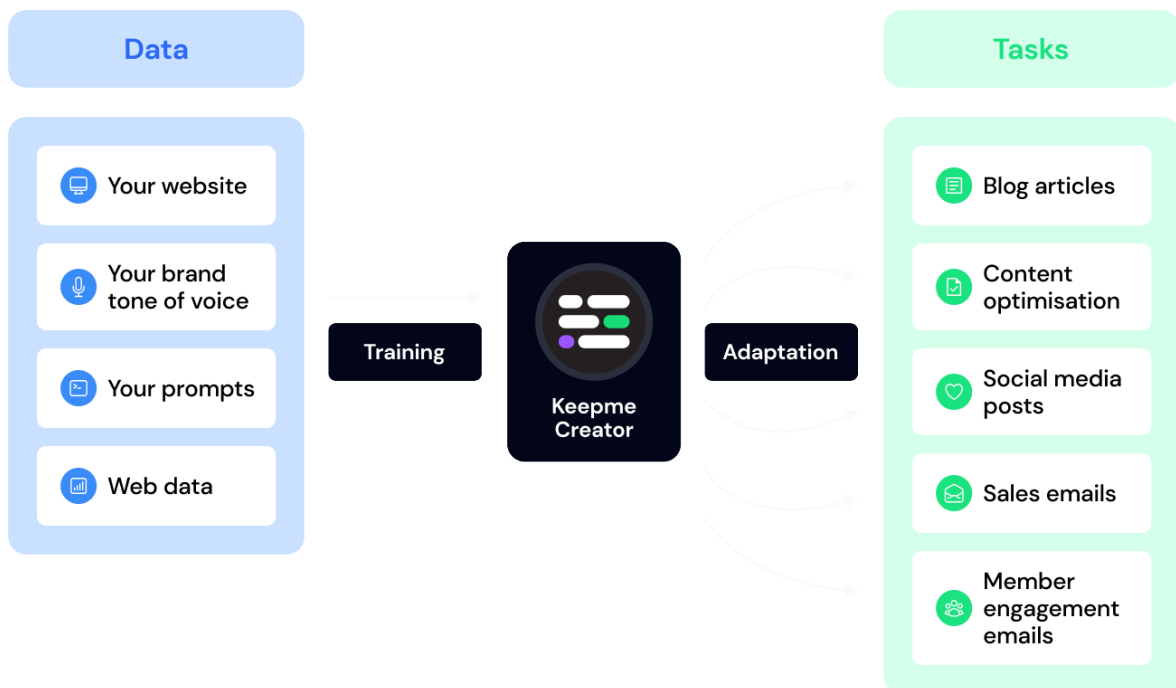 Data
Your website
Your brand
tone of voice
Your prompts
Web data
Training
Keepme
Creator
Adaptation
Tasks
Blog articles
Content
optimisation
Social media
posts
Sales emails
Member
engagement
emails